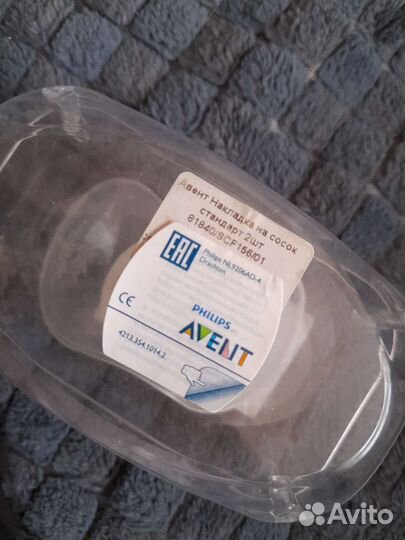 Авент Накладка на сосок
стандарт 2шт
81840/SCF156/01
EAC
Philips NL9206AD-4
Drachten
CE
PHILIPS
AVENT
4213.354.1014.2
Avito